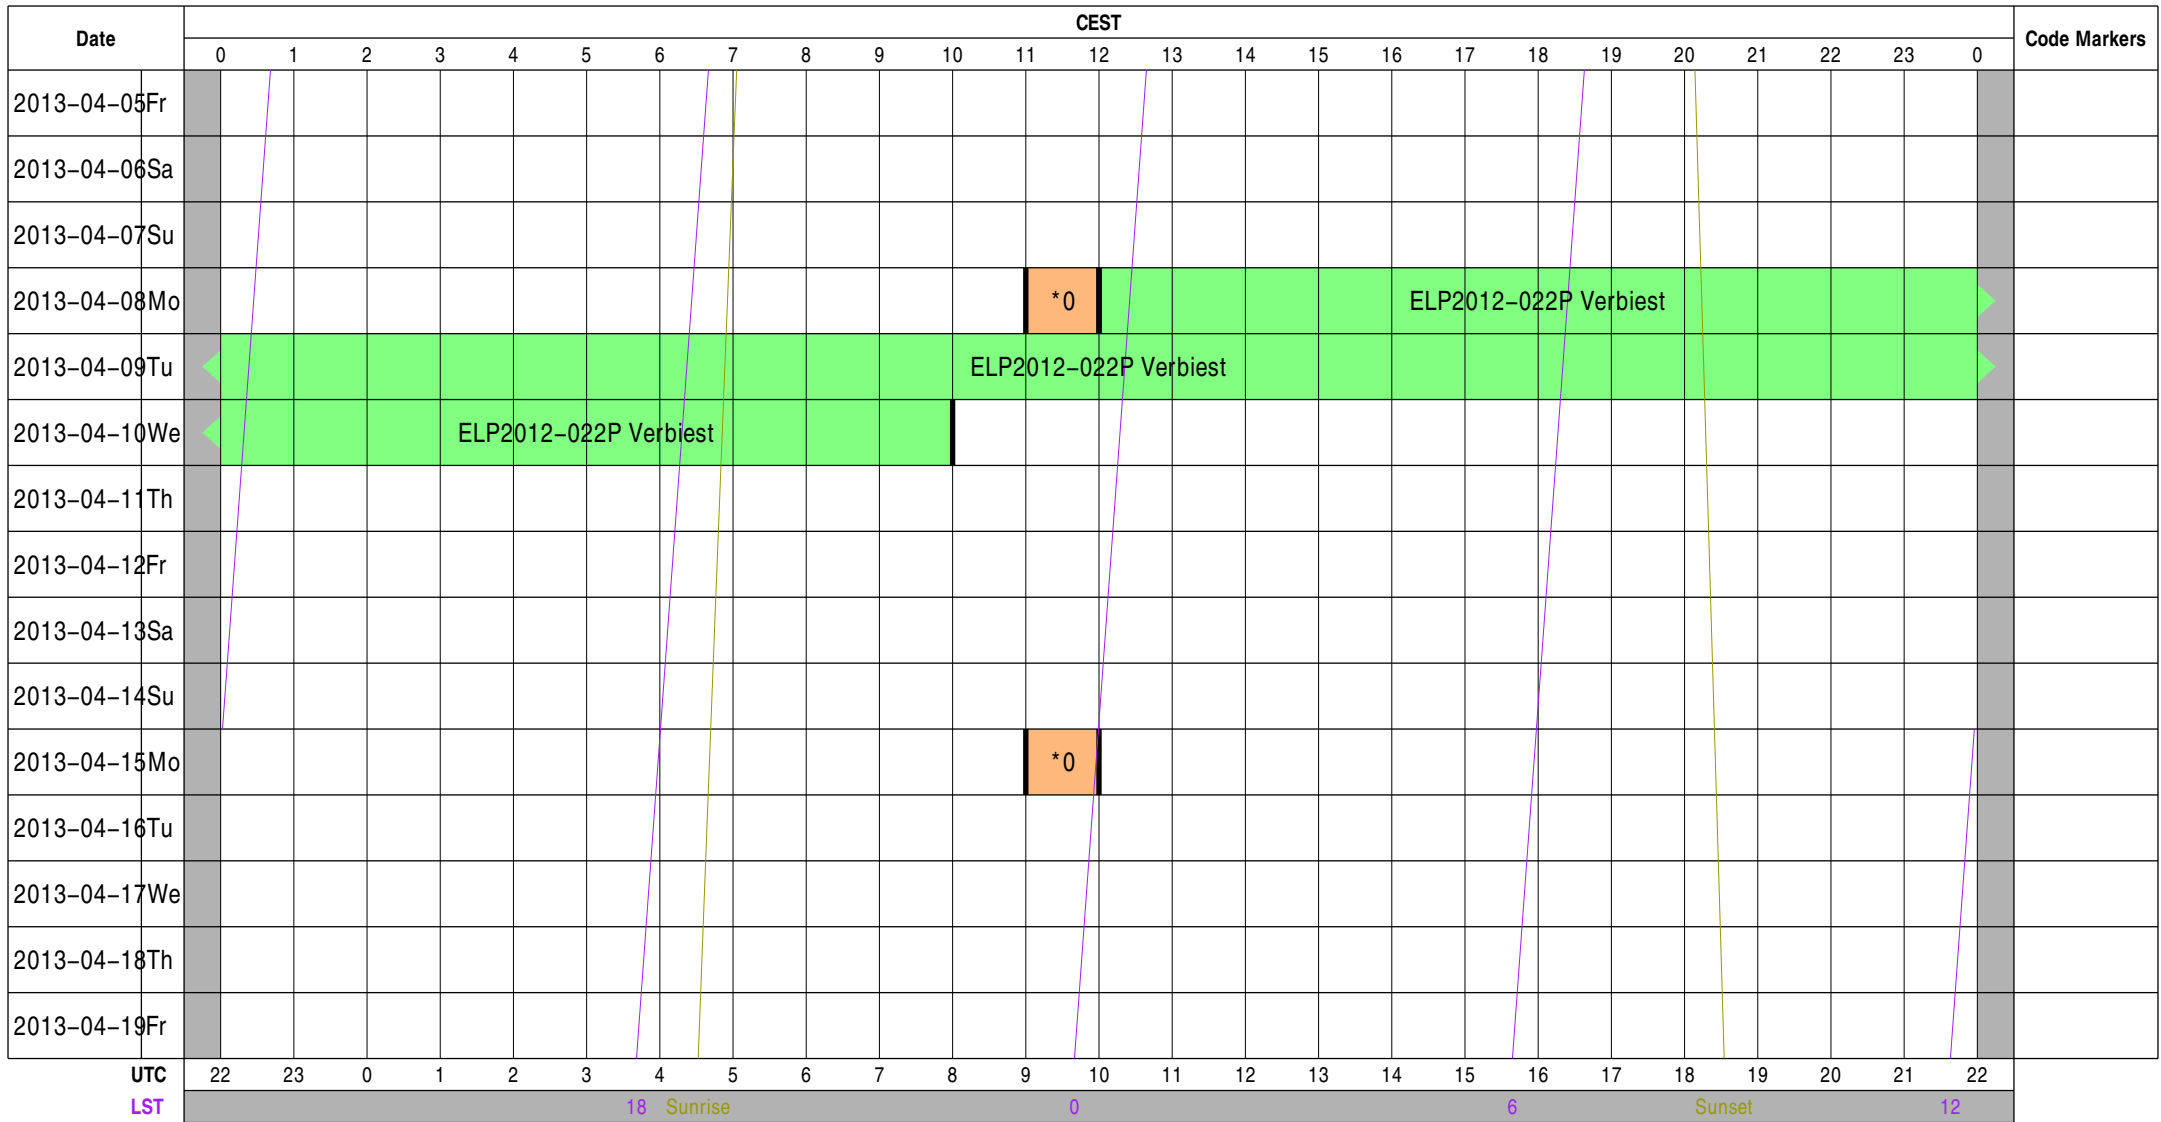 Date CEST Code Markers
0 1 2 3 4 5 6 7 8 9 10 11 12 13 14 15 16 17 18 19 20 21 22 23 0
2013-04-05Fr
2013-04-06Sa
2013-04-07Su
2013-04-08Mo *0 ELP2012-022P Verbiest
2013-04-09Tu ELP2012-022P Verbiest
2013-04-10We ELP2012-022P Verbiest
2013-04-11Th
2013-04-12Fr
2013-04-13Sa
2013-04-14Su
2013-04-15Mo *0
2013-04-16Tu
2013-04-17We
2013-04-18Th
2013-04-19Fr
UTC 22 23 0 1 2 3 4 5 6 7 8 9 10 11 12 13 14 15 16 17 18 19 20 21 22
LST 18 Sunrise 0 6 Sunset 12